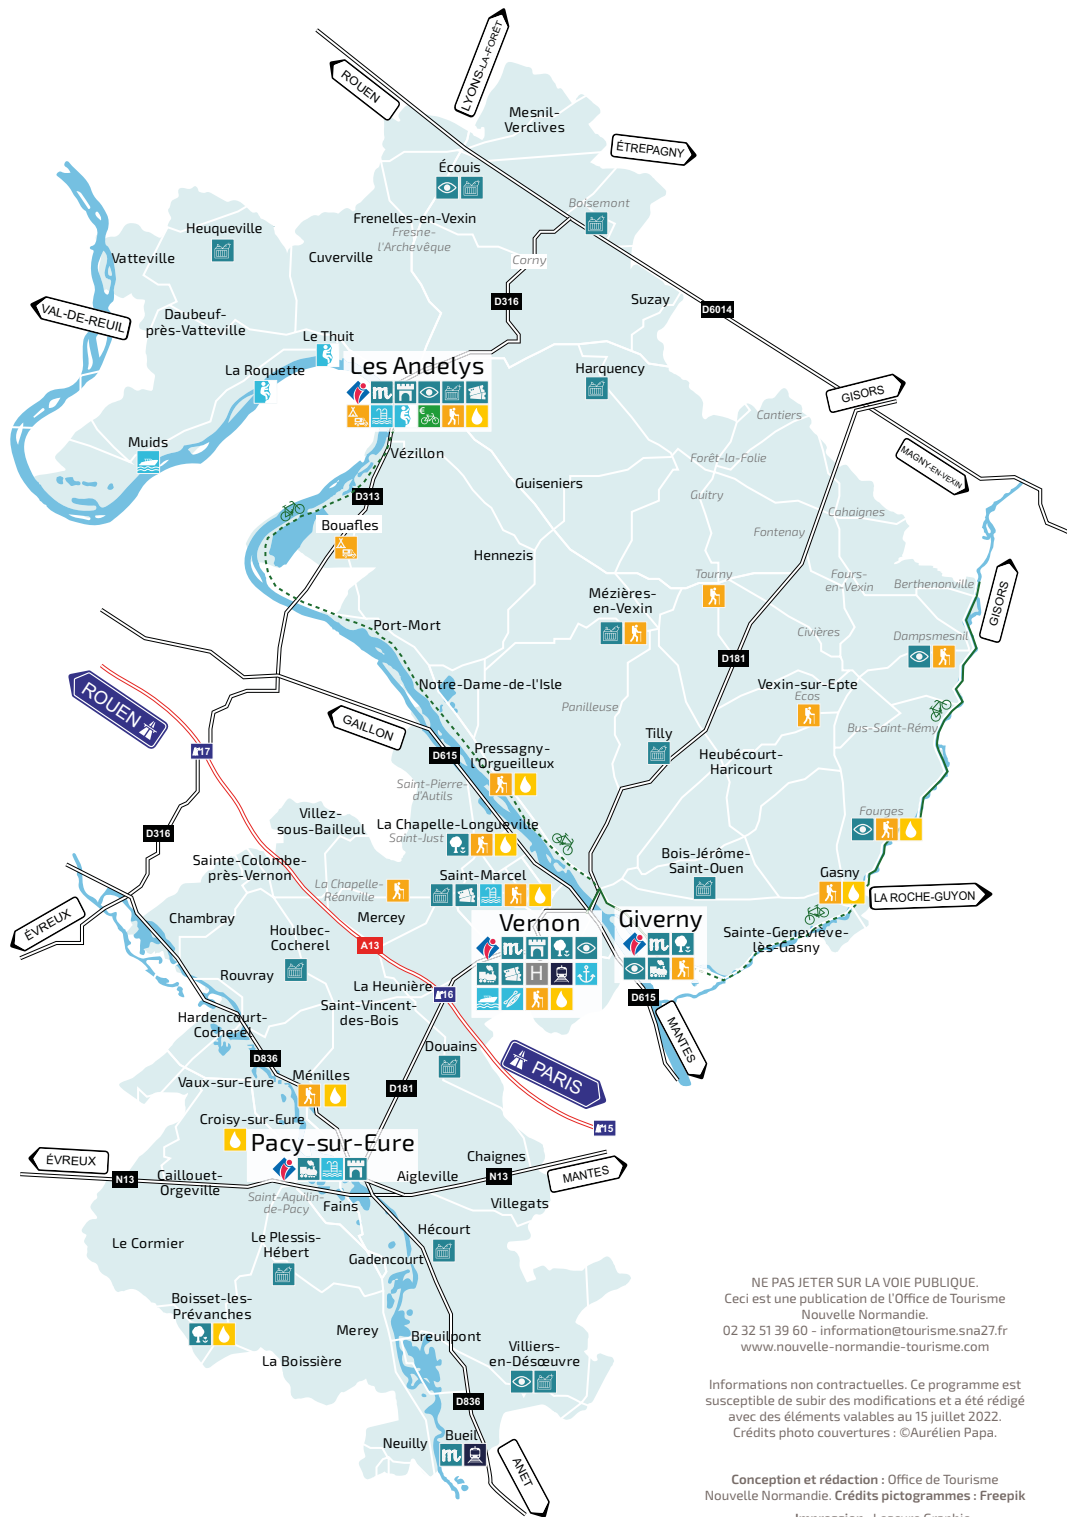 LYONS-LA-FORÊT
ROUEN
Mesnil-
Verclives
ÉTREPAGNY
Écouis
Boisemont
Frenelles-en-Vexin
Fresne-
l'Archevêque
Heuqueville
Cuverville
Corny
Vatteville
D316
Suzay
D6014
VAL-DE-REUIL
Daubeuf-
près-Vatteville
Le Thuit
La Roquette
Les Andelys
Harquency
GISORS
Cantiers
Muids
Vézillon
Forêt-la-Folie
MAGNY-EN-VEXIN
Guiseniers
Guitry
D313
Cahaignes
Bouafles
Fontenay
Hennezis
Tourny
Fours-
en-Vexin
Berthenonville
GISORS
Mézières-
en-Vexin
Port-Mort
Civières
Dampsmesnil
D181
Notre-Dame-de-l'Isle
Vexin-sur-Epte
Écos
Panilleuse
ROUEN
GAILLON
Bus-Saint-Rémy
Tilly
17
D615
Pressagny-
l'Orgueilleux
Heubécourt-
Haricourt
Saint-Pierre-
d'Autils
Villez-
sous-Bailleul
La Chapelle-Longueville
Saint-Just
Fourges
D316
Sainte-Colombe-
près-Vernon
Bois-Jérôme-
Saint-Ouen
La Chapelle-
Réanville
Saint-Marcel
Gasny
LA ROCHE-GUYON
Chambray
Mercey
Vernon
Giverny
ÉVREUX
Houlbec-
Cocherel
A13
Sainte-Geneviève-
lès-Gasny
H
Rouvray
La Heunière
16
D615
Saint-Vincent-
des-Bois
Hardencourt-
Cocherel
MANTES
Douains
D836
PARIS
Vaux-sur-Eure
Ménilles
D181
Croisy-sur-Eure
15
Pacy-sur-Eure
ÉVREUX
Chaignes
MANTES
N13
Caillouet-
Orgeville
Aigleville
N13
Saint-Aquilin-
de-Pacy
Fains
Villegats
Le Cormier
Le Plessis-
Hébert
Hécourt
Gadencourt
Boisset-les-
Prévanches
Merey
Breuilpont
La Boissière
Villiers-
en-Désœuvre
D836
Neuilly
Bueil
m
ANET
NE PAS JETER SUR LA VOIE PUBLIQUE.
Ceci est une publication de l'Office de Tourisme
Nouvelle Normandie.
02 32 51 39 60 - information@tourisme.sna27.fr
www.nouvelle-normandie-tourisme.com
Informations non contractuelles. Ce programme est
susceptible de subir des modifications et a été rédigé
avec des éléments valables au 15 juillet 2022.
Crédits photo couvertures : ©Aurélien Papa.
Conception et rédaction : Office de Tourisme
Nouvelle Normandie. Crédits pictogrammes : Freepik